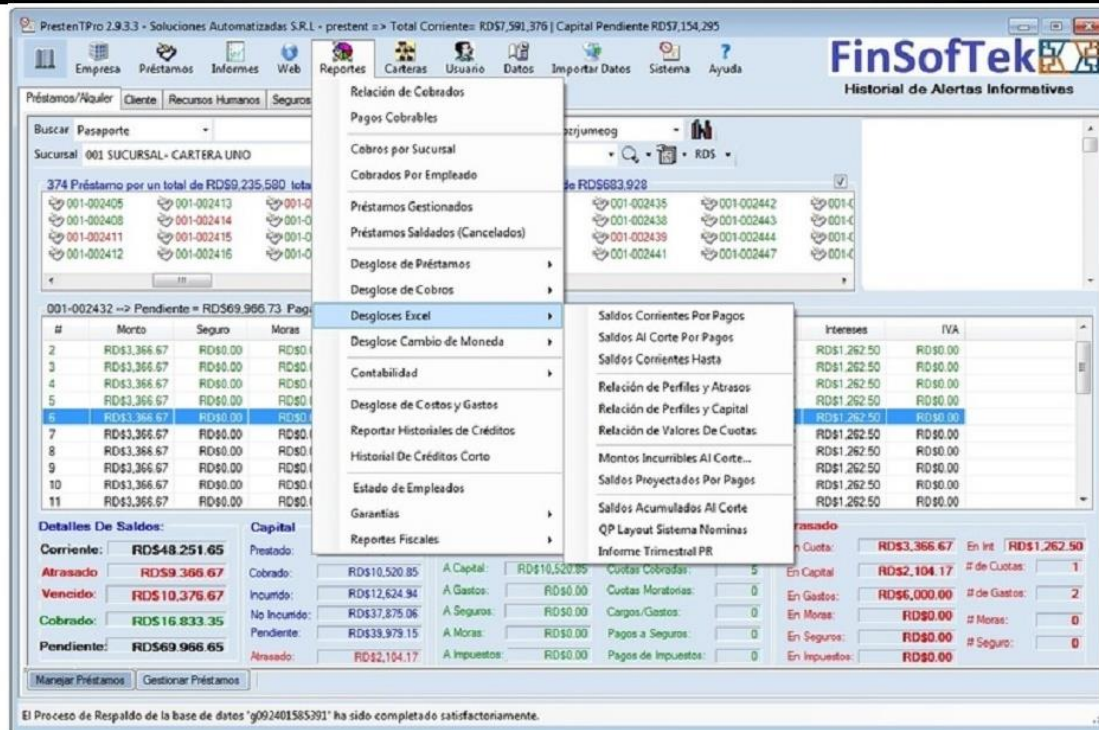 PrestenTPro 2.9.3.3 - Soluciones Automatizadas S.R.L - prestent => Total Corriente= RD$7,591,376 | Capital Pendiente RD$7,154,295
Empresa Préstamos Informes Web Reportes Carteras Usuario Datos Importar Datos Sistema Ayuda
FinSofTek
Historial de Alertas Informativas
Préstamos/Alquiler Cliente Recursos Humanos Seguros
Relación de Cobrados
Pagos Cobrables
Cobros por Sucursal
Cobrados Por Empleado
Préstamos Gestionados
Préstamos Saldados (Cancelados)
Desglose de Préstamos
Desglose de Cobros
Desgloses Excel
Desglose Cambio de Moneda
Contabilidad
Desglose de Costos y Gastos
Reportar Historiales de Créditos
Historial De Créditos Corto
Estado de Empleados
Garantías
Reportes Fiscales
Saldos Corrientes Por Pagos
Saldos Al Corte Por Pagos
Saldos Corrientes Hasta
Relación de Perfiles y Atrasos
Relación de Perfiles y Capital
Relación de Valores De Cuotas
Montos Incurribles Al Corte...
Saldos Proyectados Por Pagos
Saldos Acumulados Al Corte
QP Layout Sistema Nominas
Informe Trimestral PR
Buscar Pasaporte
Sucursal 001 SUCURSAL- CARTERA UNO RD$
374 Préstamo por un total de RD$9,235,580 de RD$683,928
001-002405 001-002413 001-002435 001-002442
001-002408 001-002414 001-002438 001-002443
001-002411 001-002415 001-002439 001-002444
001-002412 001-002416 001-002441 001-002447
001-002432 --> Pendiente = RD$69,966.73
# Monto Seguro Moras Intereses IVA
2 RD$3,366.67 RD$0.00 RD$1,262.50 RD$0.00
3 RD$3,366.67 RD$0.00 RD$1,262.50 RD$0.00
4 RD$3,366.67 RD$0.00 RD$1,262.50 RD$0.00
5 RD$3,366.67 RD$0.00 RD$1,262.50 RD$0.00
6 RD$3,366.67 RD$0.00 RD$1,262.50 RD$0.00
7 RD$3,366.67 RD$0.00 RD$1,262.50 RD$0.00
8 RD$3,366.67 RD$0.00 RD$1,262.50 RD$0.00
9 RD$3,366.67 RD$0.00 RD$1,262.50 RD$0.00
10 RD$3,366.67 RD$0.00 RD$1,262.50 RD$0.00
11 RD$3,366.67 RD$0.00 RD$1,262.50 RD$0.00
Detalles De Saldos:
Corriente: RD$48.251.65
Atrasado RD$9.366.67
Vencido: RD$10,376.67
Cobrado: RD$16.833.35
Pendiente: RD$69.966.65
Capital
Prestado:
Cobrado: RD$10,520.85
Incurrido: RD$12,624.94
No Incurrido: RD$37,875.06
Pendiente: RD$39,979.15
Atrasado: RD$2,104.17
A Capital: RD$10,520.85 Cuotas Cobradas: 5
A Gastos: RD$0.00 Cuotas Moratorias: 0
A Seguros: RD$0.00 Cargos/Gastos: 0
A Moras: RD$0.00 Pagos a Seguros: 0
A Impuestos: RD$0.00 Pagos de Impuestos: 0
En Cuota: RD$3,366.67 En Int RD$1,262.50
En Capital RD$2,104.17 # de Cuotas: 1
En Gastos: RD$6,000.00 # de Gastos: 2
En Moras: RD$0.00 # Moras: 0
En Seguros: RD$0.00 # Seguro: 0
En Impuestos: RD$0.00
Manejar Préstamos Gestionar Préstamos
El Proceso de Respaldo de la base de datos "g092401585391" ha sido completado satisfactoriamente.